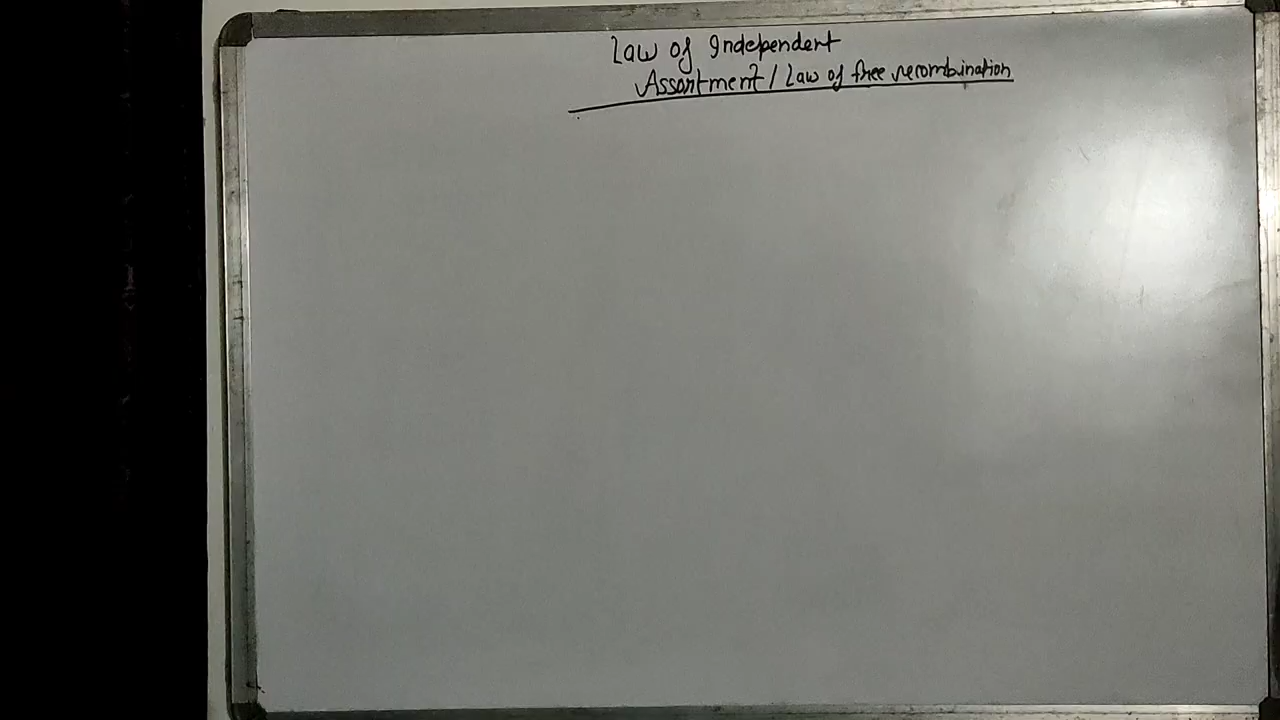 Law of Independent
Assortment / Law of free recombination